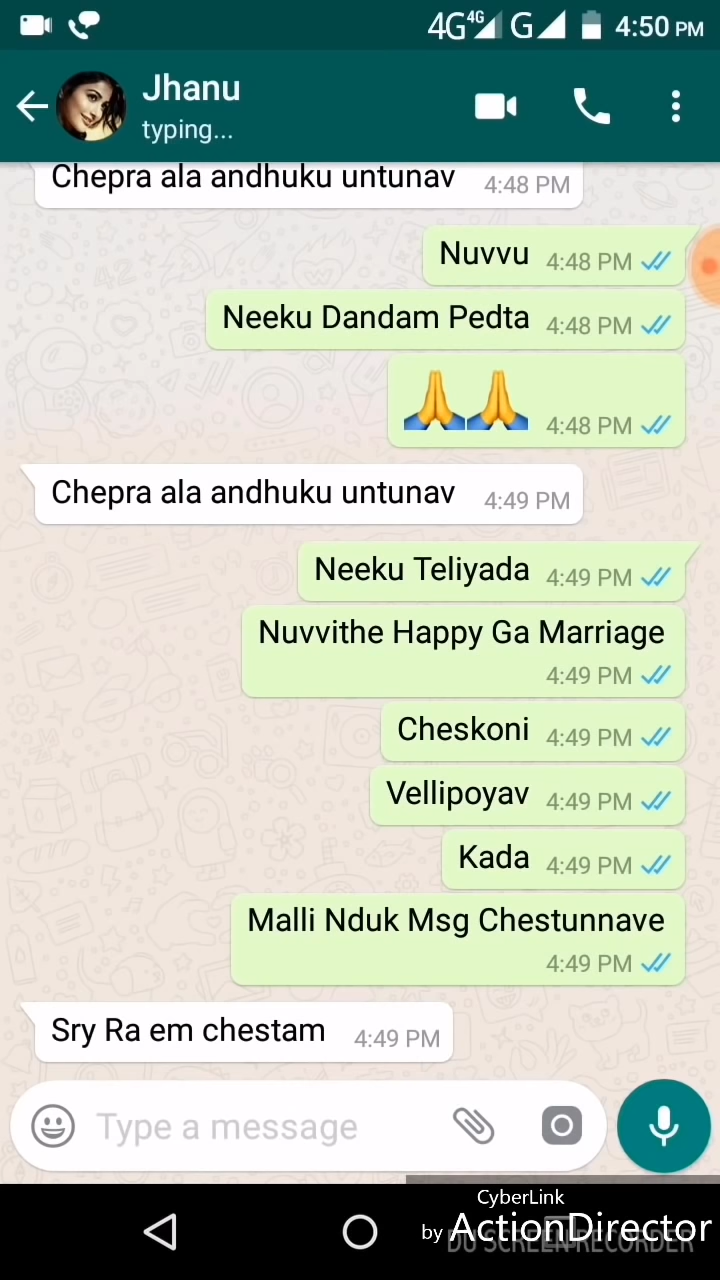 4G 4G G 4:50 PM
Jhanu
typing...
Chepra ala andhuku untunav 4:48 PM
Nuvvu 4:48 PM
Neeku Dandam Pedta 4:48 PM
🙏🙏 4:48 PM
Chepra ala andhuku untunav 4:49 PM
Neeku Teliyada 4:49 PM
Nuvvithe Happy Ga Marriage
4:49 PM
Cheskoni 4:49 PM
Vellipoyav 4:49 PM
Kada 4:49 PM
Malli Nduk Msg Chestunnave
4:49 PM
Sry Ra em chestam 4:49 PM
Type a message
CyberLink
by ActionDirector
DU SCREEN RECORDER